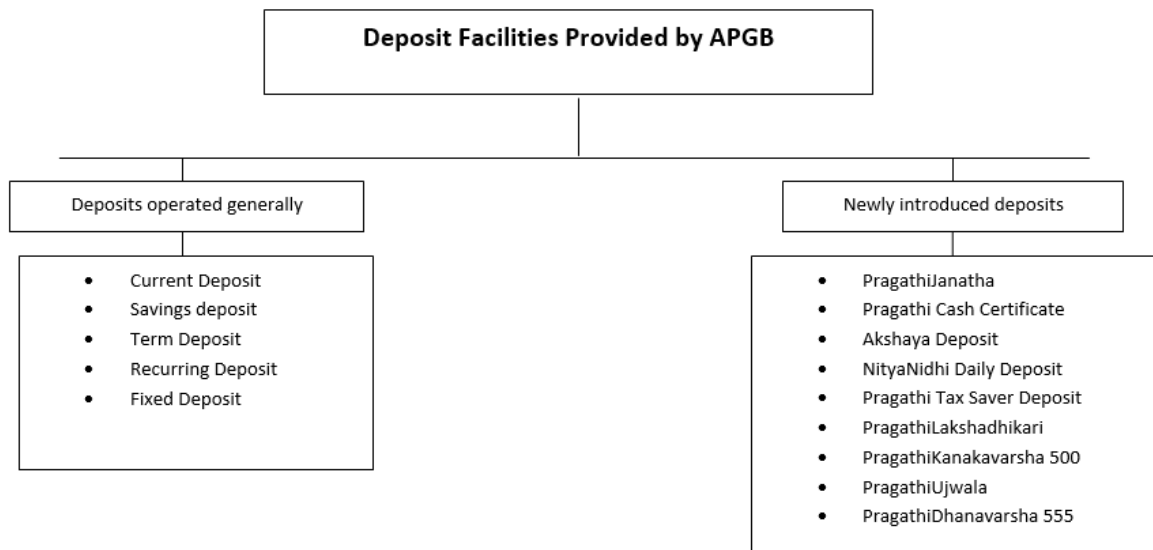 Deposit Facilities Provided by APGB
Deposits operated generally
Newly introduced deposits
• Current Deposit
• Savings deposit
• Term Deposit
• Recurring Deposit
• Fixed Deposit
• PragathiJanatha
• Pragathi Cash Certificate
• Akshaya Deposit
• NityaNidhi Daily Deposit
• Pragathi Tax Saver Deposit
• PragathiLakshadhikari
• PragathiKanakavarsha 500
• PragathiUjwala
• PragathiDhanavarsha 555